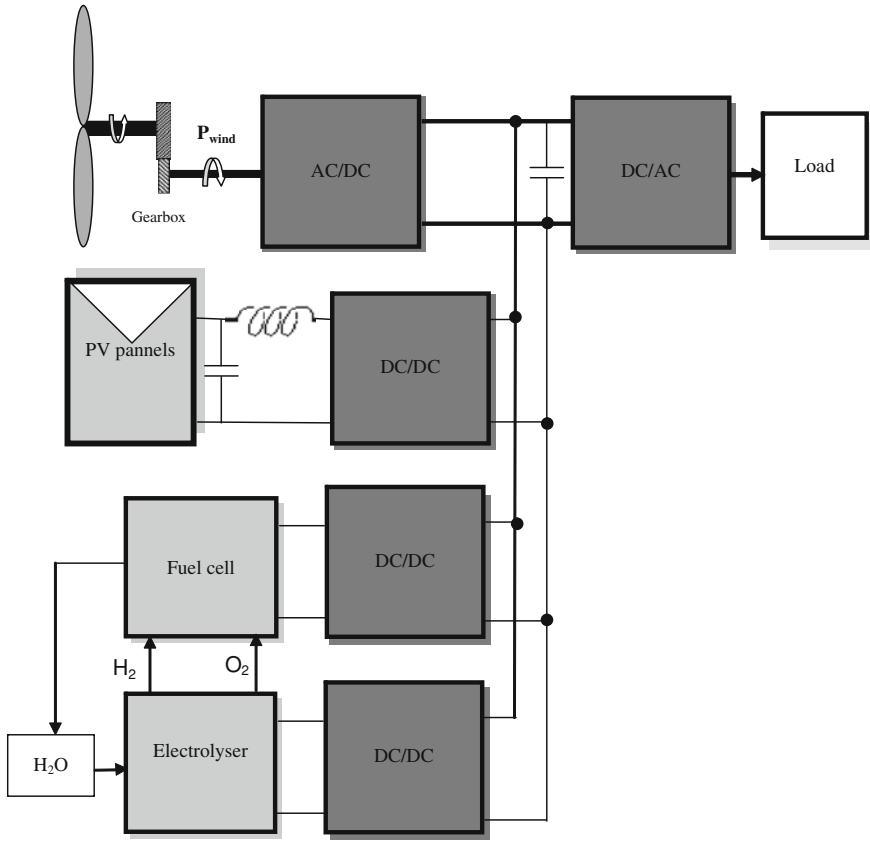 P_wind
Gearbox
AC/DC
DC/AC
Load
PV pannels
DC/DC
Fuel cell
DC/DC
H₂
O₂
H₂O
Electrolyser
DC/DC